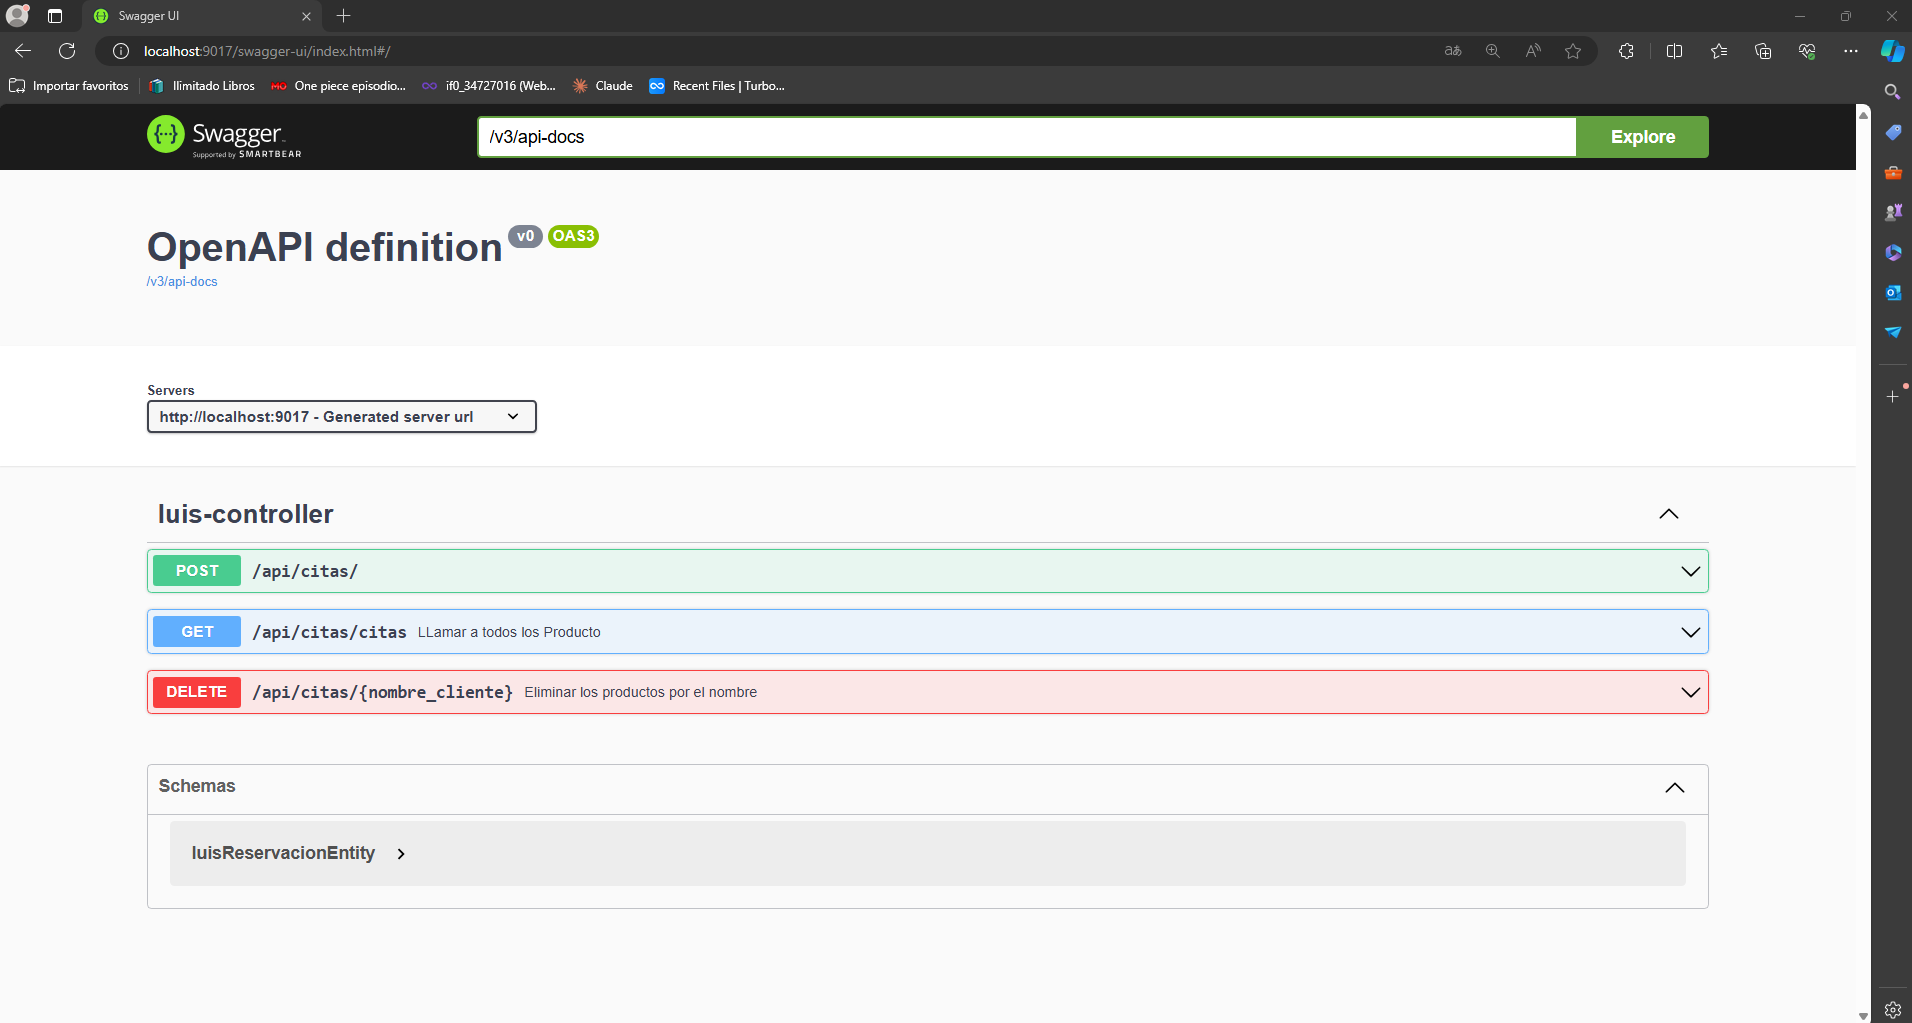 Swagger UI
localhost:9017/swagger-ui/index.html#/
Importar favoritos
Ilimitado Libros
One piece episodio...
if0_34727016 (Web...
Claude
Recent Files | Turbo...
Swagger
Supported by SMARTBEAR
/v3/api-docs
Explore
OpenAPI definition v0 OAS3
/v3/api-docs
Servers
http://localhost:9017 - Generated server url
luis-controller
POST /api/citas/
GET /api/citas/citas LLamar a todos los Producto
DELETE /api/citas/{nombre_cliente} Eliminar los productos por el nombre
Schemas
luisReservacionEntity